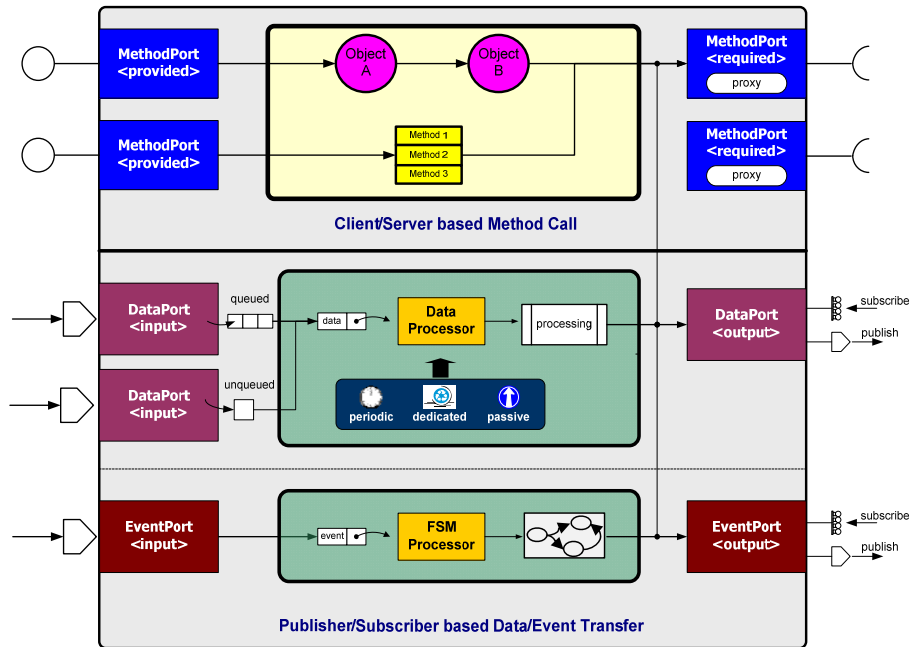 MethodPort
<provided>
Object
A
Object
B
MethodPort
<required>
proxy
MethodPort
<provided>
Method 1
Method 2
Method 3
MethodPort
<required>
proxy
Client/Server based Method Call
DataPort
<input>
queued
data
Data
Processor
processing
DataPort
<output>
subscribe
publish
DataPort
<input>
unqueued
periodic
dedicated
passive
EventPort
<input>
event
FSM
Processor
EventPort
<output>
subscribe
publish
Publisher/Subscriber based Data/Event Transfer